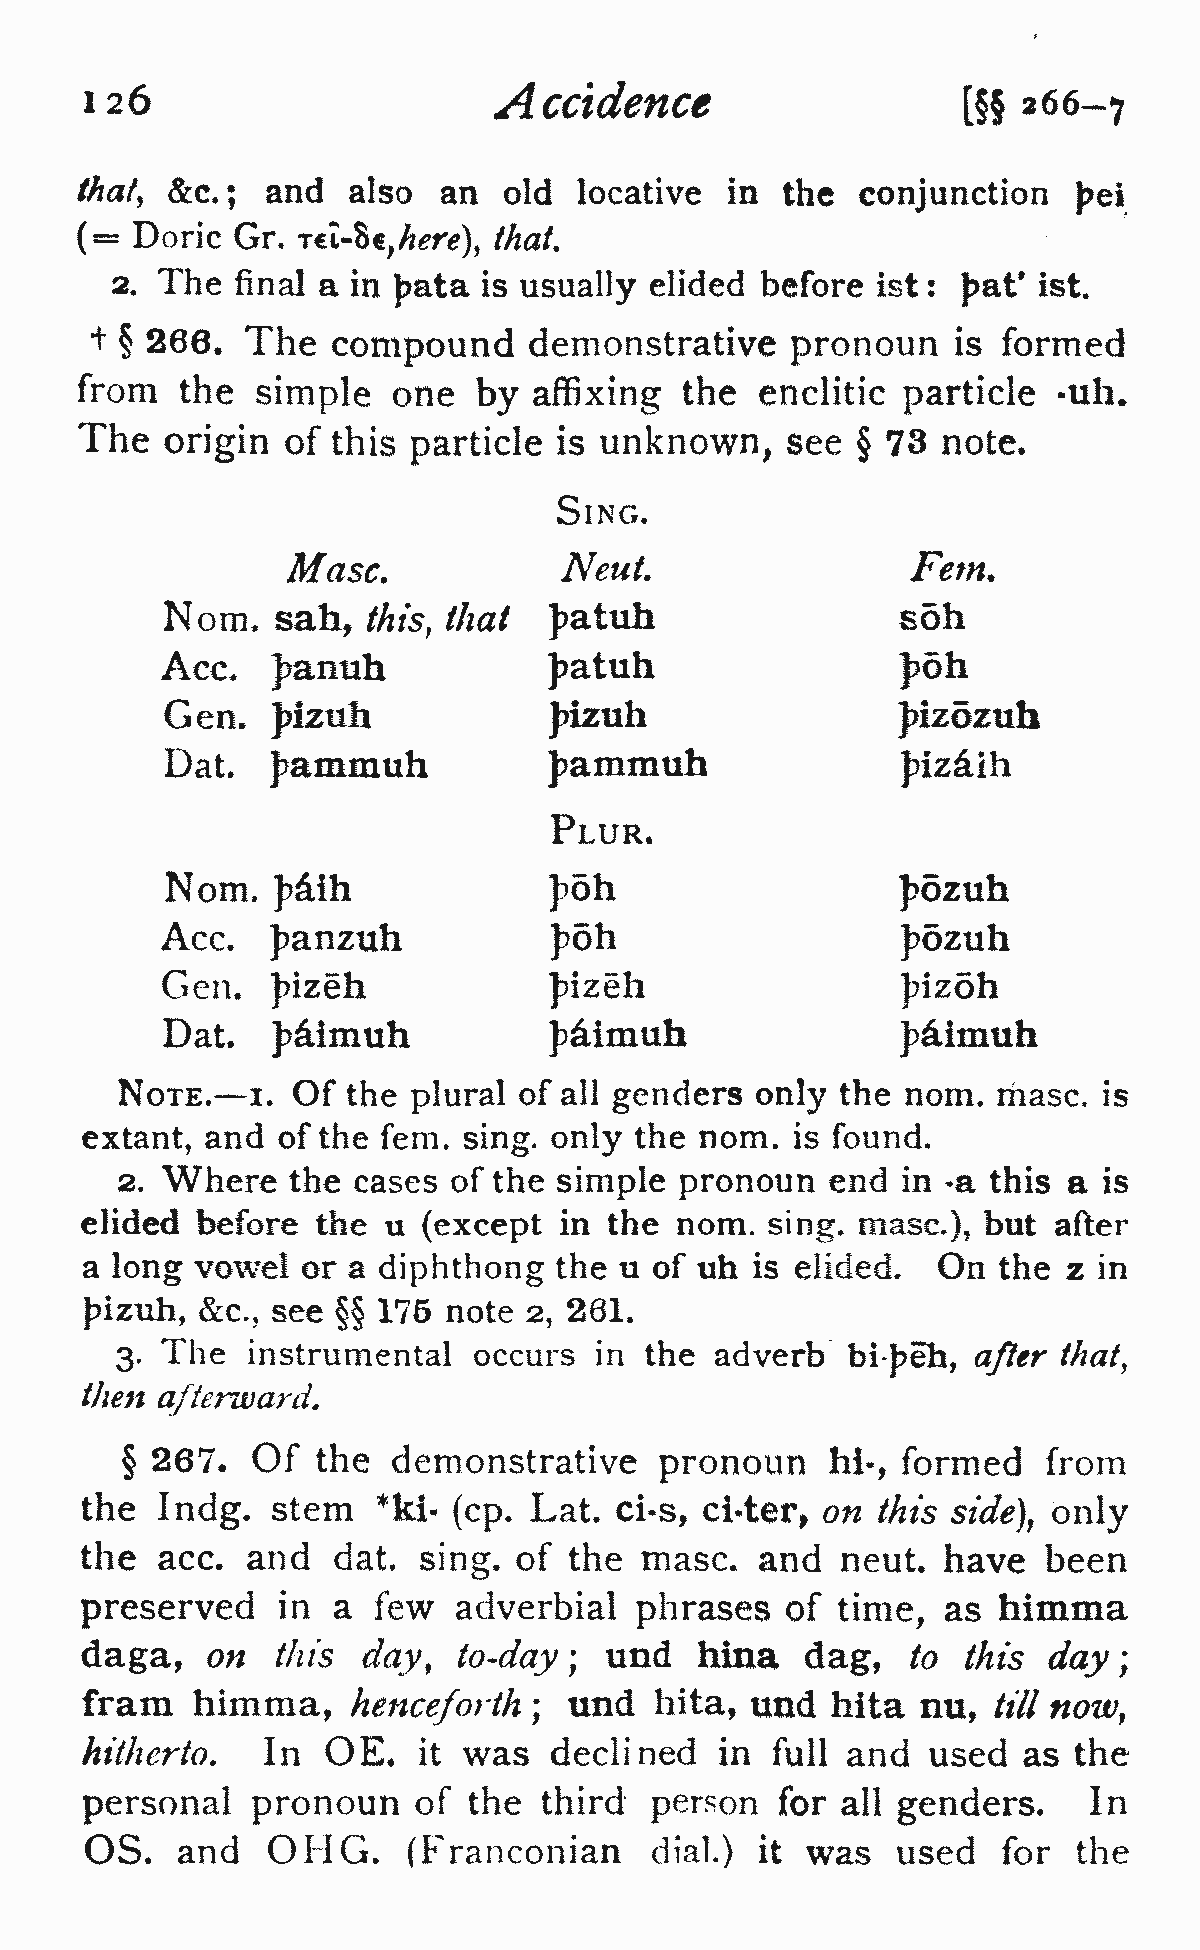 126 Accidence [§§ 266–7
that, &c.; and also an old locative in the conjunction þei
(= Doric Gr. τεῖ-δε, here), that.
2. The final a in þata is usually elided before ist: þat' ist.
† § 266. The compound demonstrative pronoun is formed
from the simple one by affixing the enclitic particle -uh.
The origin of this particle is unknown, see § 73 note.
Sing.
Masc. Neut. Fem.
Nom. sah, this, that þatuh sōh
Acc. þanuh þatuh þōh
Gen. þizuh þizuh þizōzuh
Dat. þammuh þammuh þizáih
Plur.
Nom. þáih þōh þōzuh
Acc. þanzuh þōh þōzuh
Gen. þizēh þizēh þizōh
Dat. þáimuh þáimuh þáimuh
Note.—1. Of the plural of all genders only the nom. masc. is
extant, and of the fem. sing. only the nom. is found.
2. Where the cases of the simple pronoun end in -a this a is
elided before the u (except in the nom. sing. masc.), but after
a long vowel or a diphthong the u of uh is elided. On the z in
þizuh, &c., see §§ 175 note 2, 261.
3. The instrumental occurs in the adverb bi-þēh, after that,
then afterward.
§ 267. Of the demonstrative pronoun hi-, formed from
the Indg. stem *ki- (cp. Lat. ci-s, ci-ter, on this side), only
the acc. and dat. sing. of the masc. and neut. have been
preserved in a few adverbial phrases of time, as himma
daga, on this day, to-day; und hina dag, to this day;
fram himma, henceforth; und hita, und hita nu, till now,
hitherto. In OE. it was declined in full and used as the
personal pronoun of the third person for all genders. In
OS. and OHG. (Franconian dial.) it was used for the